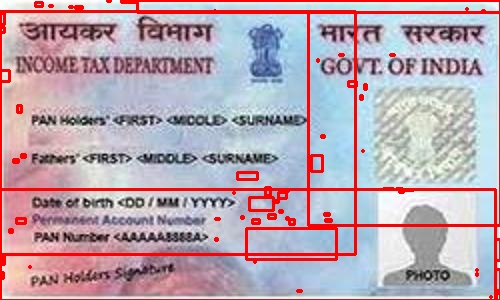 आयकर विभाग भारत सरकार
INCOME TAX DEPARTMENT GOVT. OF INDIA
PAN Holders' <FIRST> <MIDDLE> <SURNAME>
Fathers' <FIRST> <MIDDLE> <SURNAME>
Date of birth <DD / MM / YYYY>
Permanent Account Number
PAN Number <AAAAA8888A>
PAN Holders Signature
PHOTO